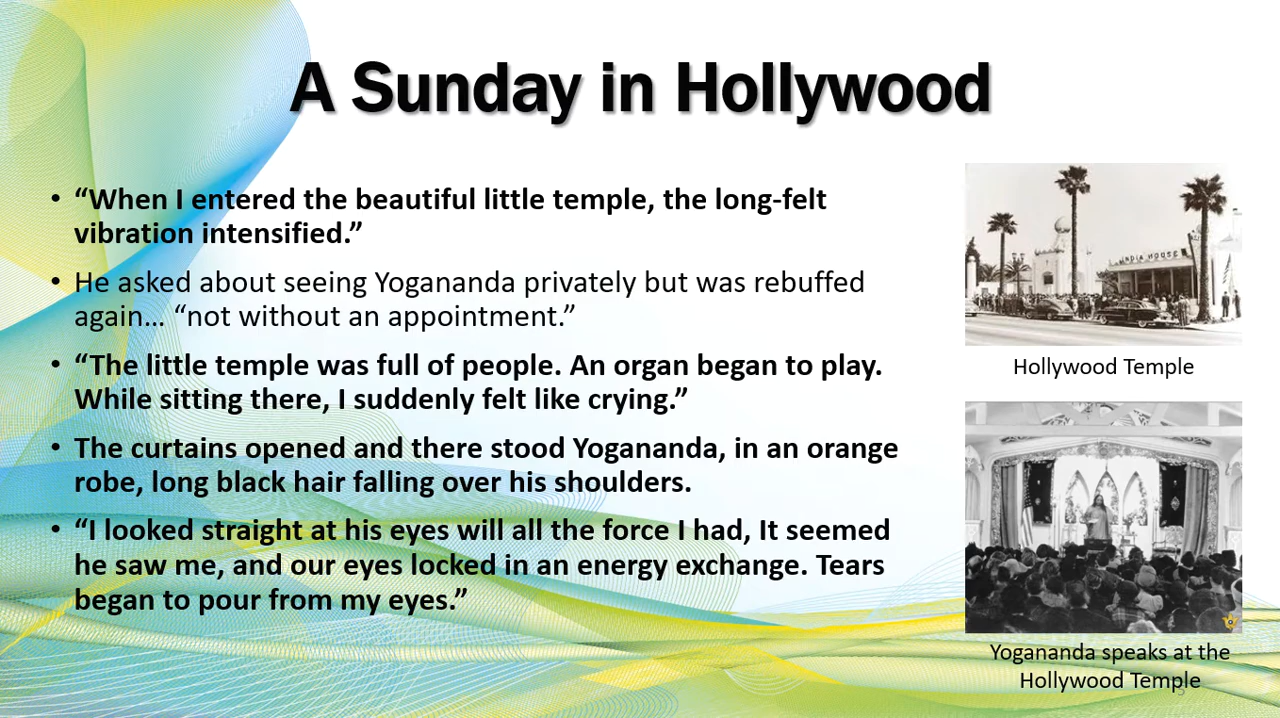 A Sunday in Hollywood
• “When I entered the beautiful little temple, the long-felt
vibration intensified.”
• He asked about seeing Yogananda privately but was rebuffed
again… “not without an appointment.”
• “The little temple was full of people. An organ began to play.
While sitting there, I suddenly felt like crying.”
• The curtains opened and there stood Yogananda, in an orange
robe, long black hair falling over his shoulders.
• “I looked straight at his eyes will all the force I had, It seemed
he saw me, and our eyes locked in an energy exchange. Tears
began to pour from my eyes.”
INDIA HOUSE
Hollywood Temple
Yogananda speaks at the
Hollywood Temple
5